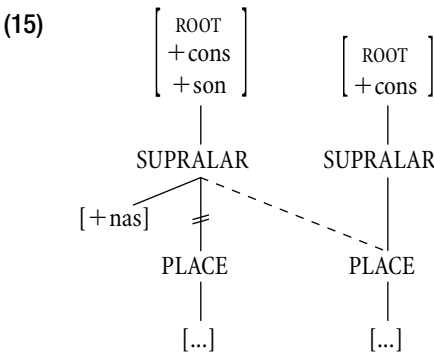 (15)
ROOT ROOT
+cons +cons
+son
SUPRALAR SUPRALAR
[+nas]
PLACE PLACE
[...] [...]